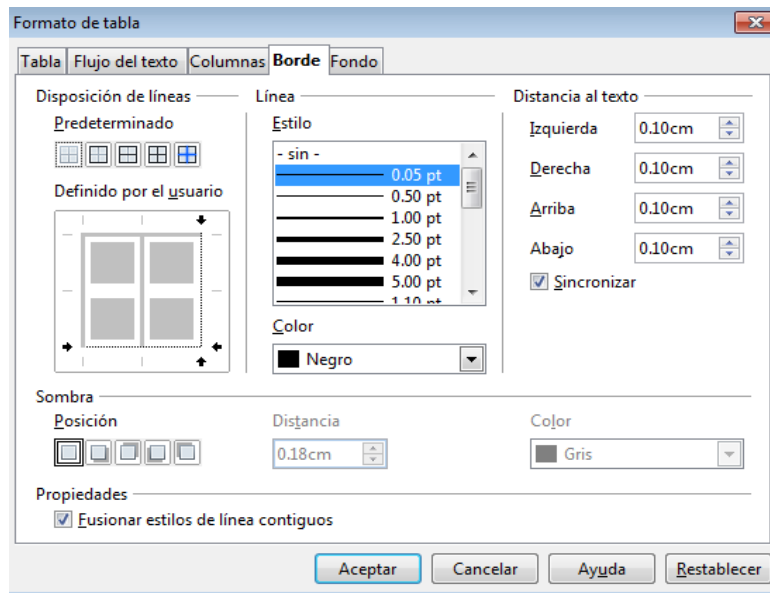 Formato de tabla
Tabla Flujo del texto Columnas Borde Fondo
Disposición de líneas
Predeterminado
Definido por el usuario
Línea
Estilo
- sin -
0.05 pt
0.50 pt
1.00 pt
2.50 pt
4.00 pt
5.00 pt
1.10 pt
Color
Negro
Distancia al texto
Izquierda 0.10cm
Derecha 0.10cm
Arriba 0.10cm
Abajo 0.10cm
Sincronizar
Sombra
Posición
Distancia
0.18cm
Color
Gris
Propiedades
Fusionar estilos de línea contiguos
Aceptar Cancelar Ayuda Restablecer